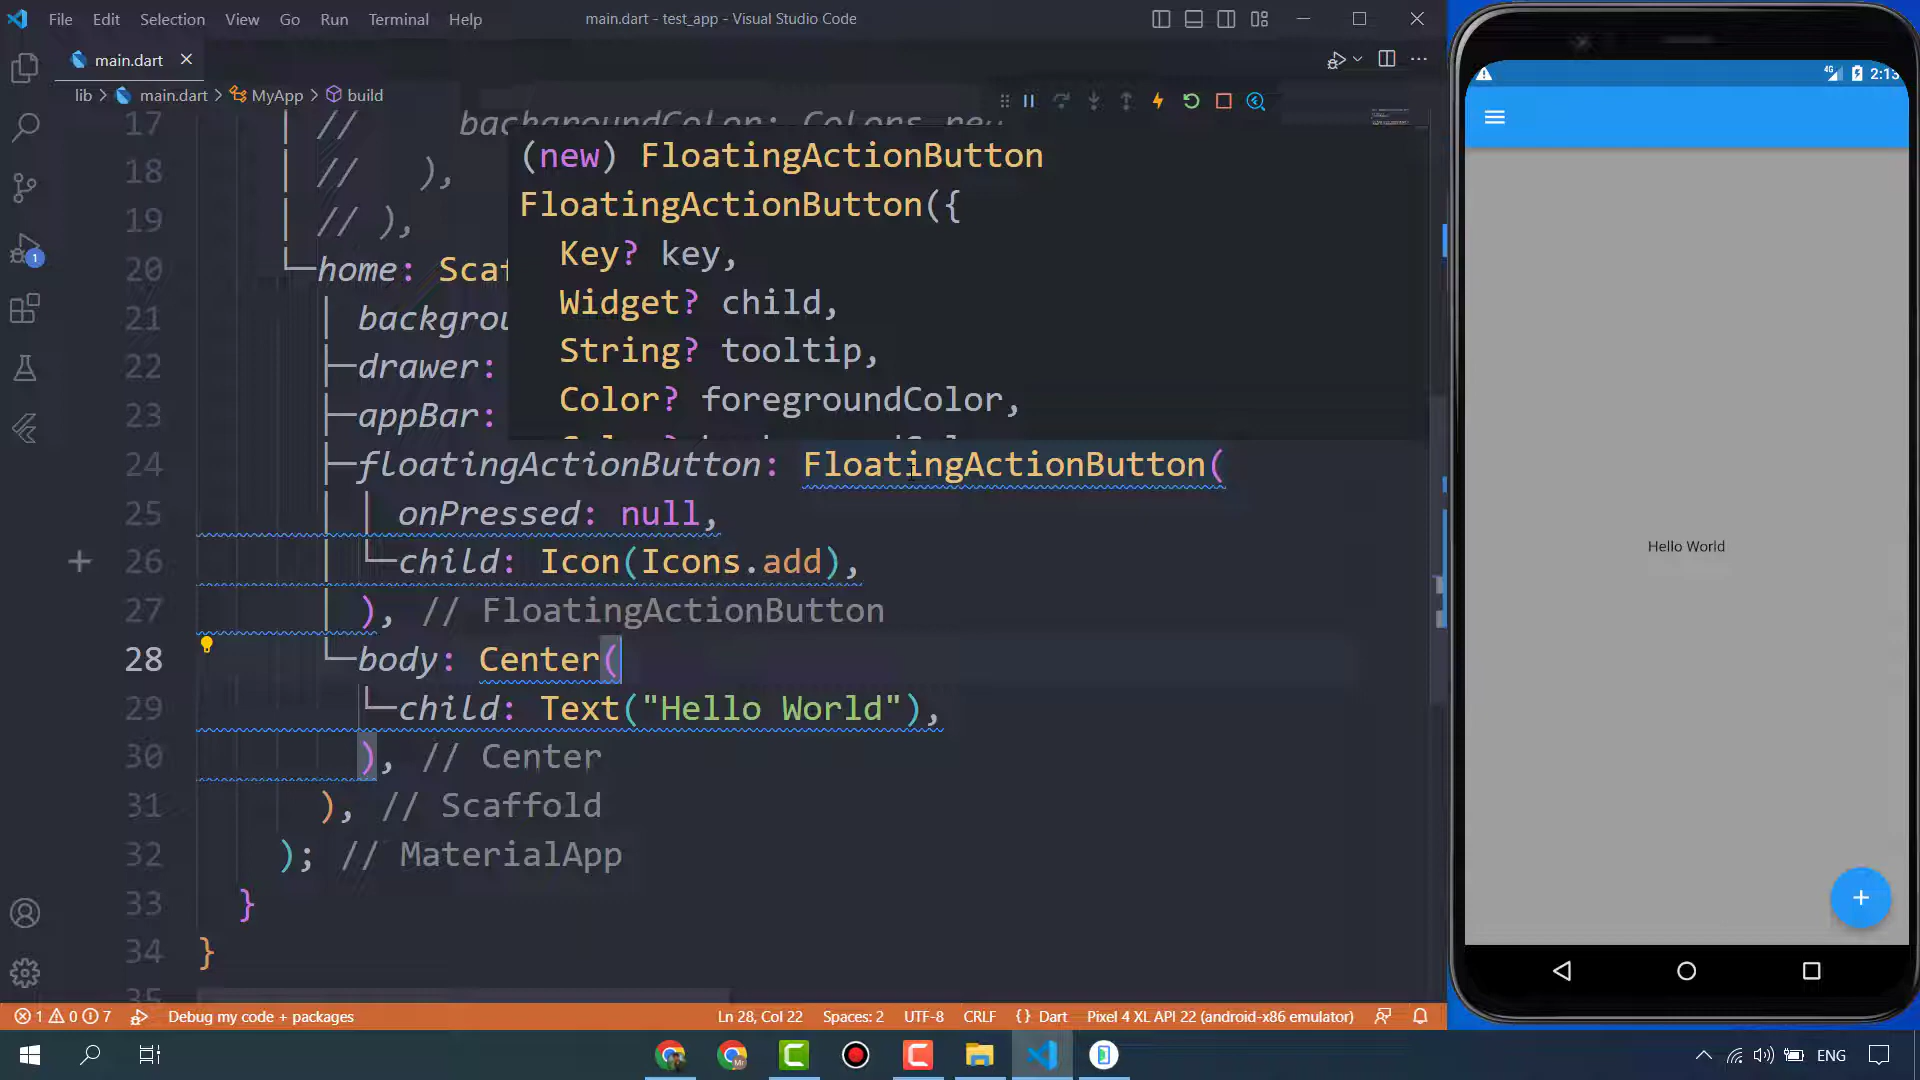 File Edit Selection View Go Run Terminal Help
main.dart - test_app - Visual Studio Code
main.dart
lib > main.dart > MyApp > build
17 // backgroundColor: Colors
18 // ),
19 // ),
20 home: Scaf
21 backgrou
22 drawer:
23 appBar:
24 floatingActionButton: FloatingActionButton(
25 onPressed: null,
26 child: Icon(Icons.add),
27 ), // FloatingActionButton
28 body: Center(
29 child: Text("Hello World"),
30 ), // Center
31 ), // Scaffold
32 ); // MaterialApp
33 }
34 }
35
(new) FloatingActionButton
FloatingActionButton({
Key? key,
Widget? child,
String? tooltip,
Color? foregroundColor,
1
1 0 7 Debug my code + packages
Ln 28, Col 22 Spaces: 2 UTF-8 CRLF {} Dart Pixel 4 XL API 22 (android-x86 emulator)
ENG
4G 2:13
Hello World